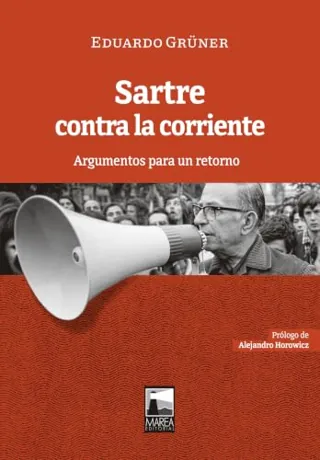 EDUARDO GRÜNER
Sartre
contra la corriente
Argumentos para un retorno
Prólogo de
Alejandro Horowicz
MAREA
EDITORIAL